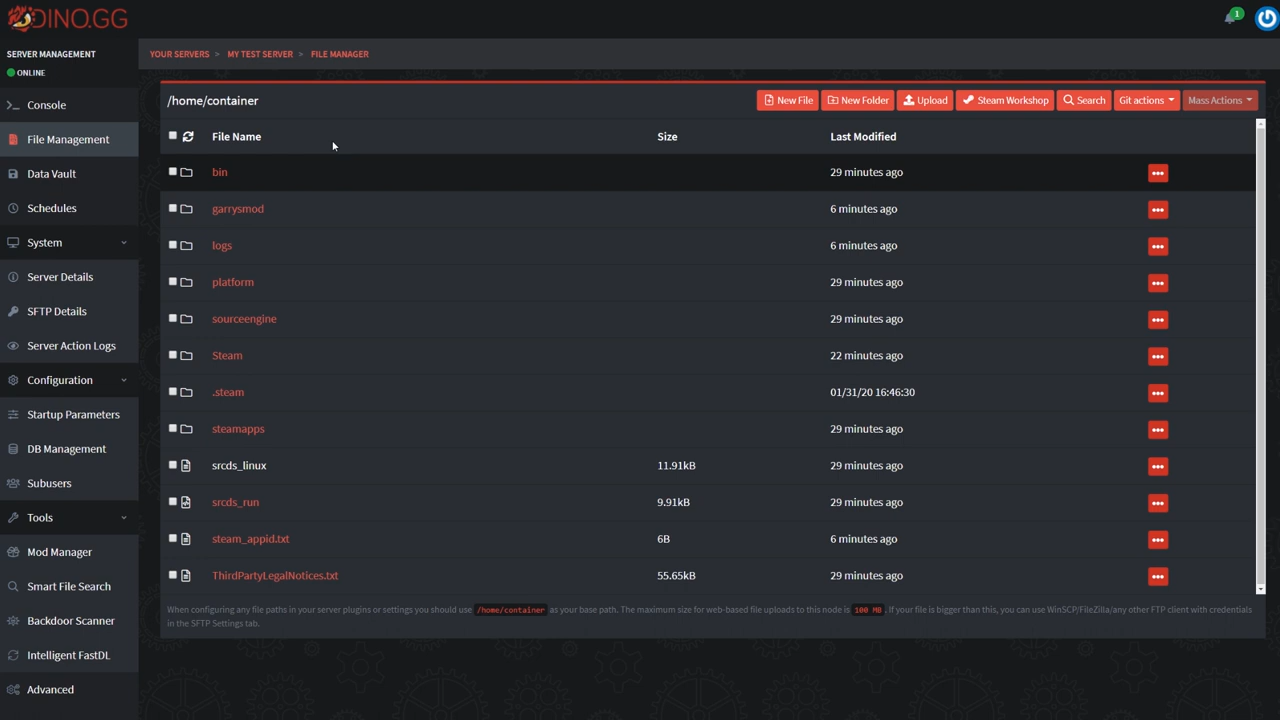 DINO.GG
1
SERVER MANAGEMENT
ONLINE
Console
File Management
Data Vault
Schedules
System
Server Details
SFTP Details
Server Action Logs
Configuration
Startup Parameters
DB Management
Subusers
Tools
Mod Manager
Smart File Search
Backdoor Scanner
Intelligent FastDL
Advanced
YOUR SERVERS > MY TEST SERVER > FILE MANAGER
/home/container
New File New Folder Upload Steam Workshop Search Git actions Mass Actions
File Name Size Last Modified
bin 29 minutes ago
garrysmod 6 minutes ago
logs 6 minutes ago
platform 29 minutes ago
sourceengine 29 minutes ago
Steam 22 minutes ago
.steam 01/31/20 16:46:30
steamapps 29 minutes ago
srcds_linux 11.91kB 29 minutes ago
srcds_run 9.91kB 29 minutes ago
steam_appid.txt 6B 6 minutes ago
ThirdPartyLegalNotices.txt 55.65kB 29 minutes ago
When configuring any file paths in your server plugins or settings you should use /home/container as your base path. The maximum size for web-based file uploads to this node is 100 MB. If your file is bigger than this, you can use WinSCP/FileZilla/any other FTP client with credentials
in the SFTP Settings tab.